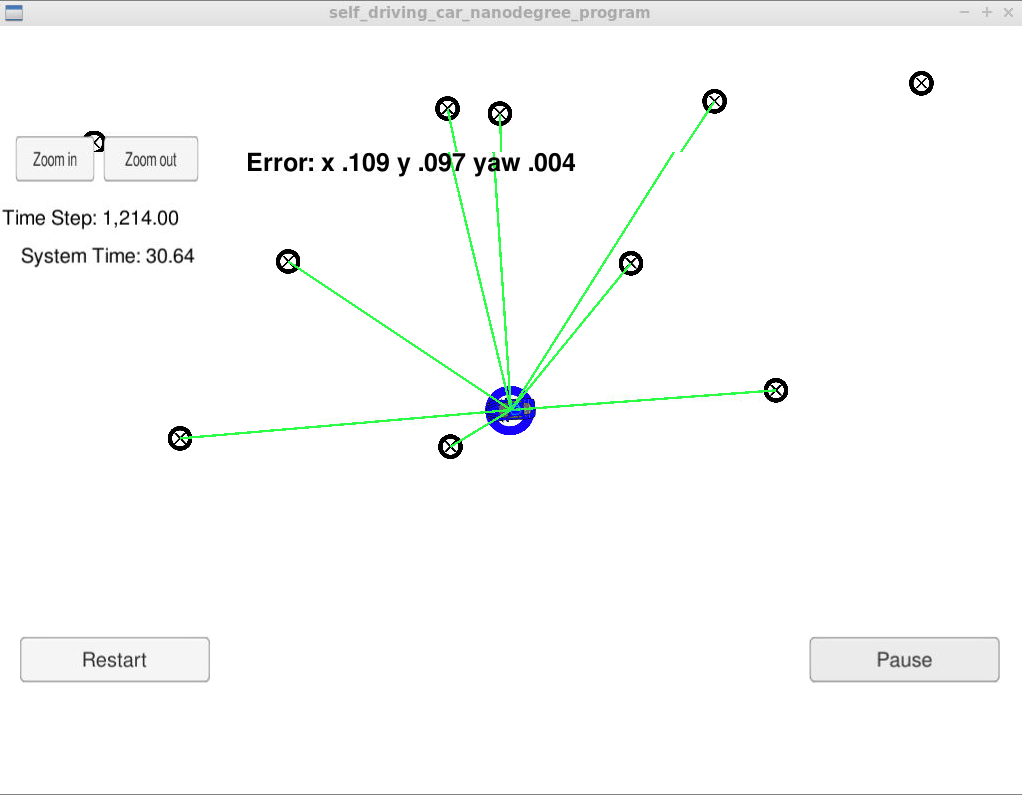 self_driving_car_nanodegree_program
Zoom in
Zoom out
Error: x .109 y .097 yaw .004
Time Step: 1,214.00
System Time: 30.64
Restart
Pause